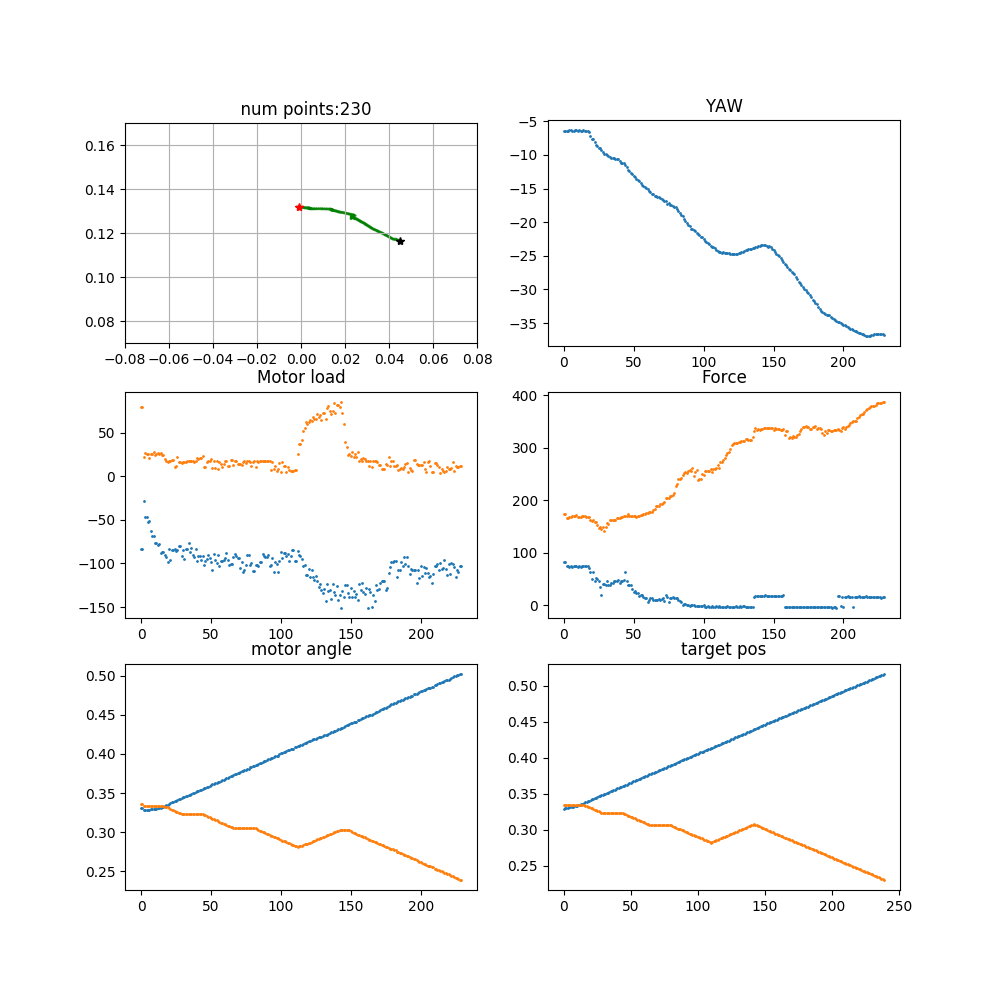 num points:230
0.16
0.14
0.12
0.10
0.08
−0.08 −0.06 −0.04 −0.02 0.00 0.02 0.04 0.06 0.08
YAW
−5
−10
−15
−20
−25
−30
−35
0 50 100 150 200
Motor load
50
0
−50
−100
−150
0 50 100 150 200
Force
400
300
200
100
0
0 50 100 150 200
motor angle
0.50
0.45
0.40
0.35
0.30
0.25
0 50 100 150 200
target pos
0.50
0.45
0.40
0.35
0.30
0.25
0 50 100 150 200 250